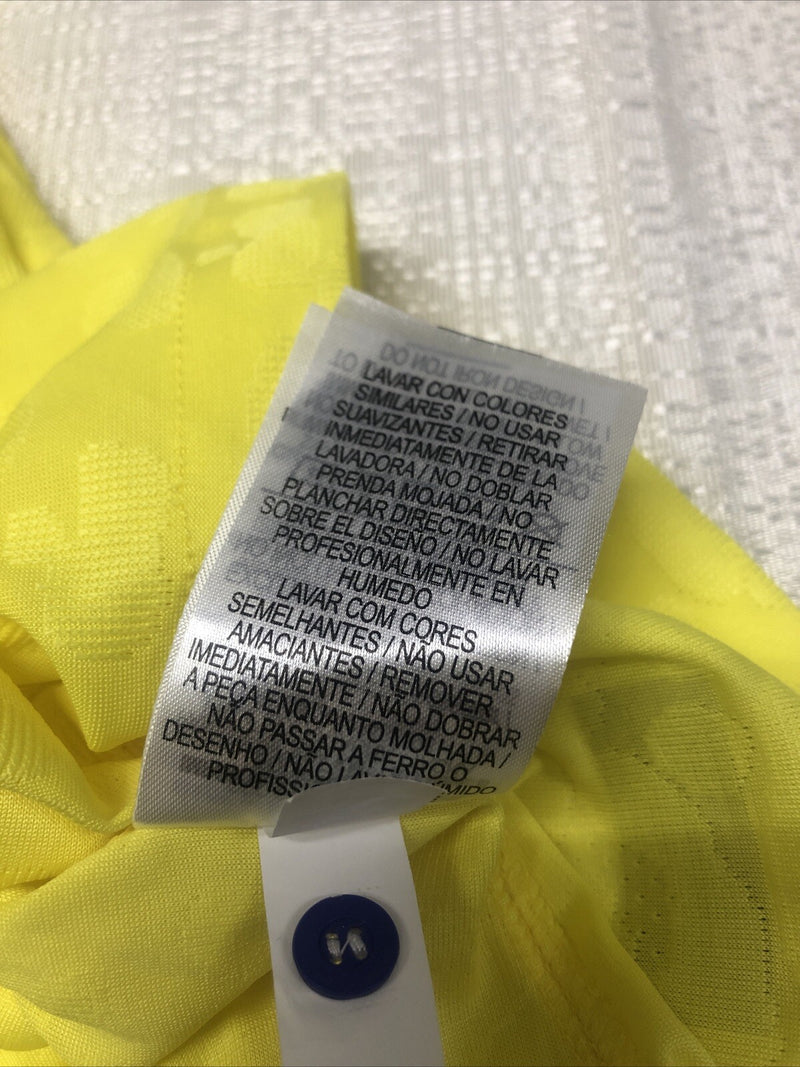 LAVAR CON COLORES
SIMILARES / NO USAR
SUAVIZANTES / RETIRAR
INMEDIATAMENTE DE LA
LAVADORA / NO DOBLAR
PRENDA MOJADA / NO
PLANCHAR DIRECTAMENTE
SOBRE EL DISEÑO / NO LAVAR
PROFESIONALMENTE EN
HUMEDO
LAVAR COM CORES
SEMELHANTES / NÃO USAR
AMACIANTES / REMOVER
IMEDIATAMENTE / NÃO DOBRAR
A PEÇA ENQUANTO MOLHADA /
NÃO PASSAR A FERRO O
DESENHO / NÃO